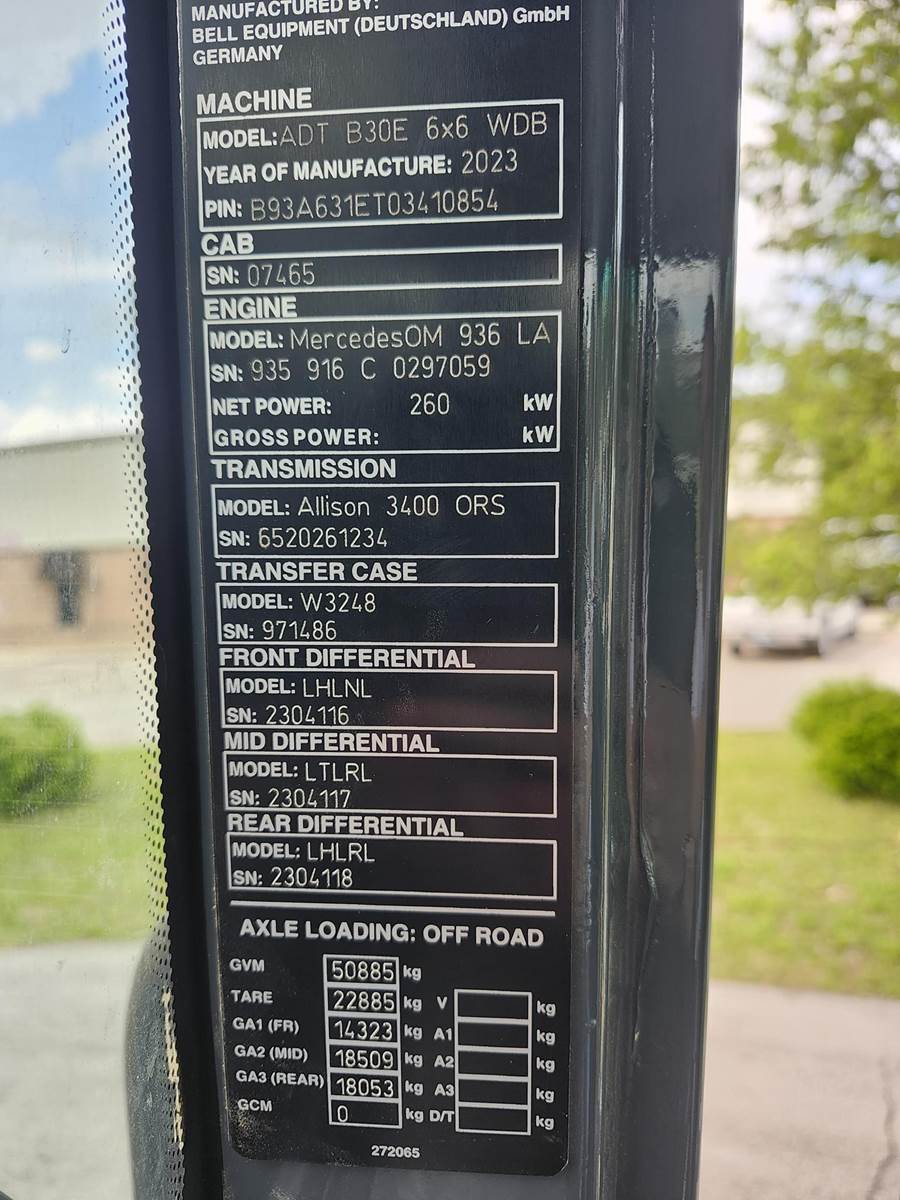 MANUFACTURED BY:
BELL EQUIPMENT (DEUTSCHLAND) GmbH
GERMANY
MACHINE
MODEL: ADT B30E 6x6 WDB
YEAR OF MANUFACTURE: 2023
PIN: B93A631ET03410854
CAB
SN: 07465
ENGINE
MODEL: MercedesOM 936 LA
SN: 935 916 C 0297059
NET POWER: 260 kW
GROSS POWER: kW
TRANSMISSION
MODEL: Allison 3400 ORS
SN: 6520261234
TRANSFER CASE
MODEL: W3248
SN: 971486
FRONT DIFFERENTIAL
MODEL: LHLNL
SN: 2304116
MID DIFFERENTIAL
MODEL: LTLRL
SN: 2304117
REAR DIFFERENTIAL
MODEL: LHLRL
SN: 2304118
AXLE LOADING: OFF ROAD
GVM 50885 kg
TARE 22885 kg V kg
GA1 (FR) 14323 kg A1 kg
GA2 (MID) 18509 kg A2 kg
GA3 (REAR) 18053 kg A3 kg
GCM 0 kg D/T kg
272065